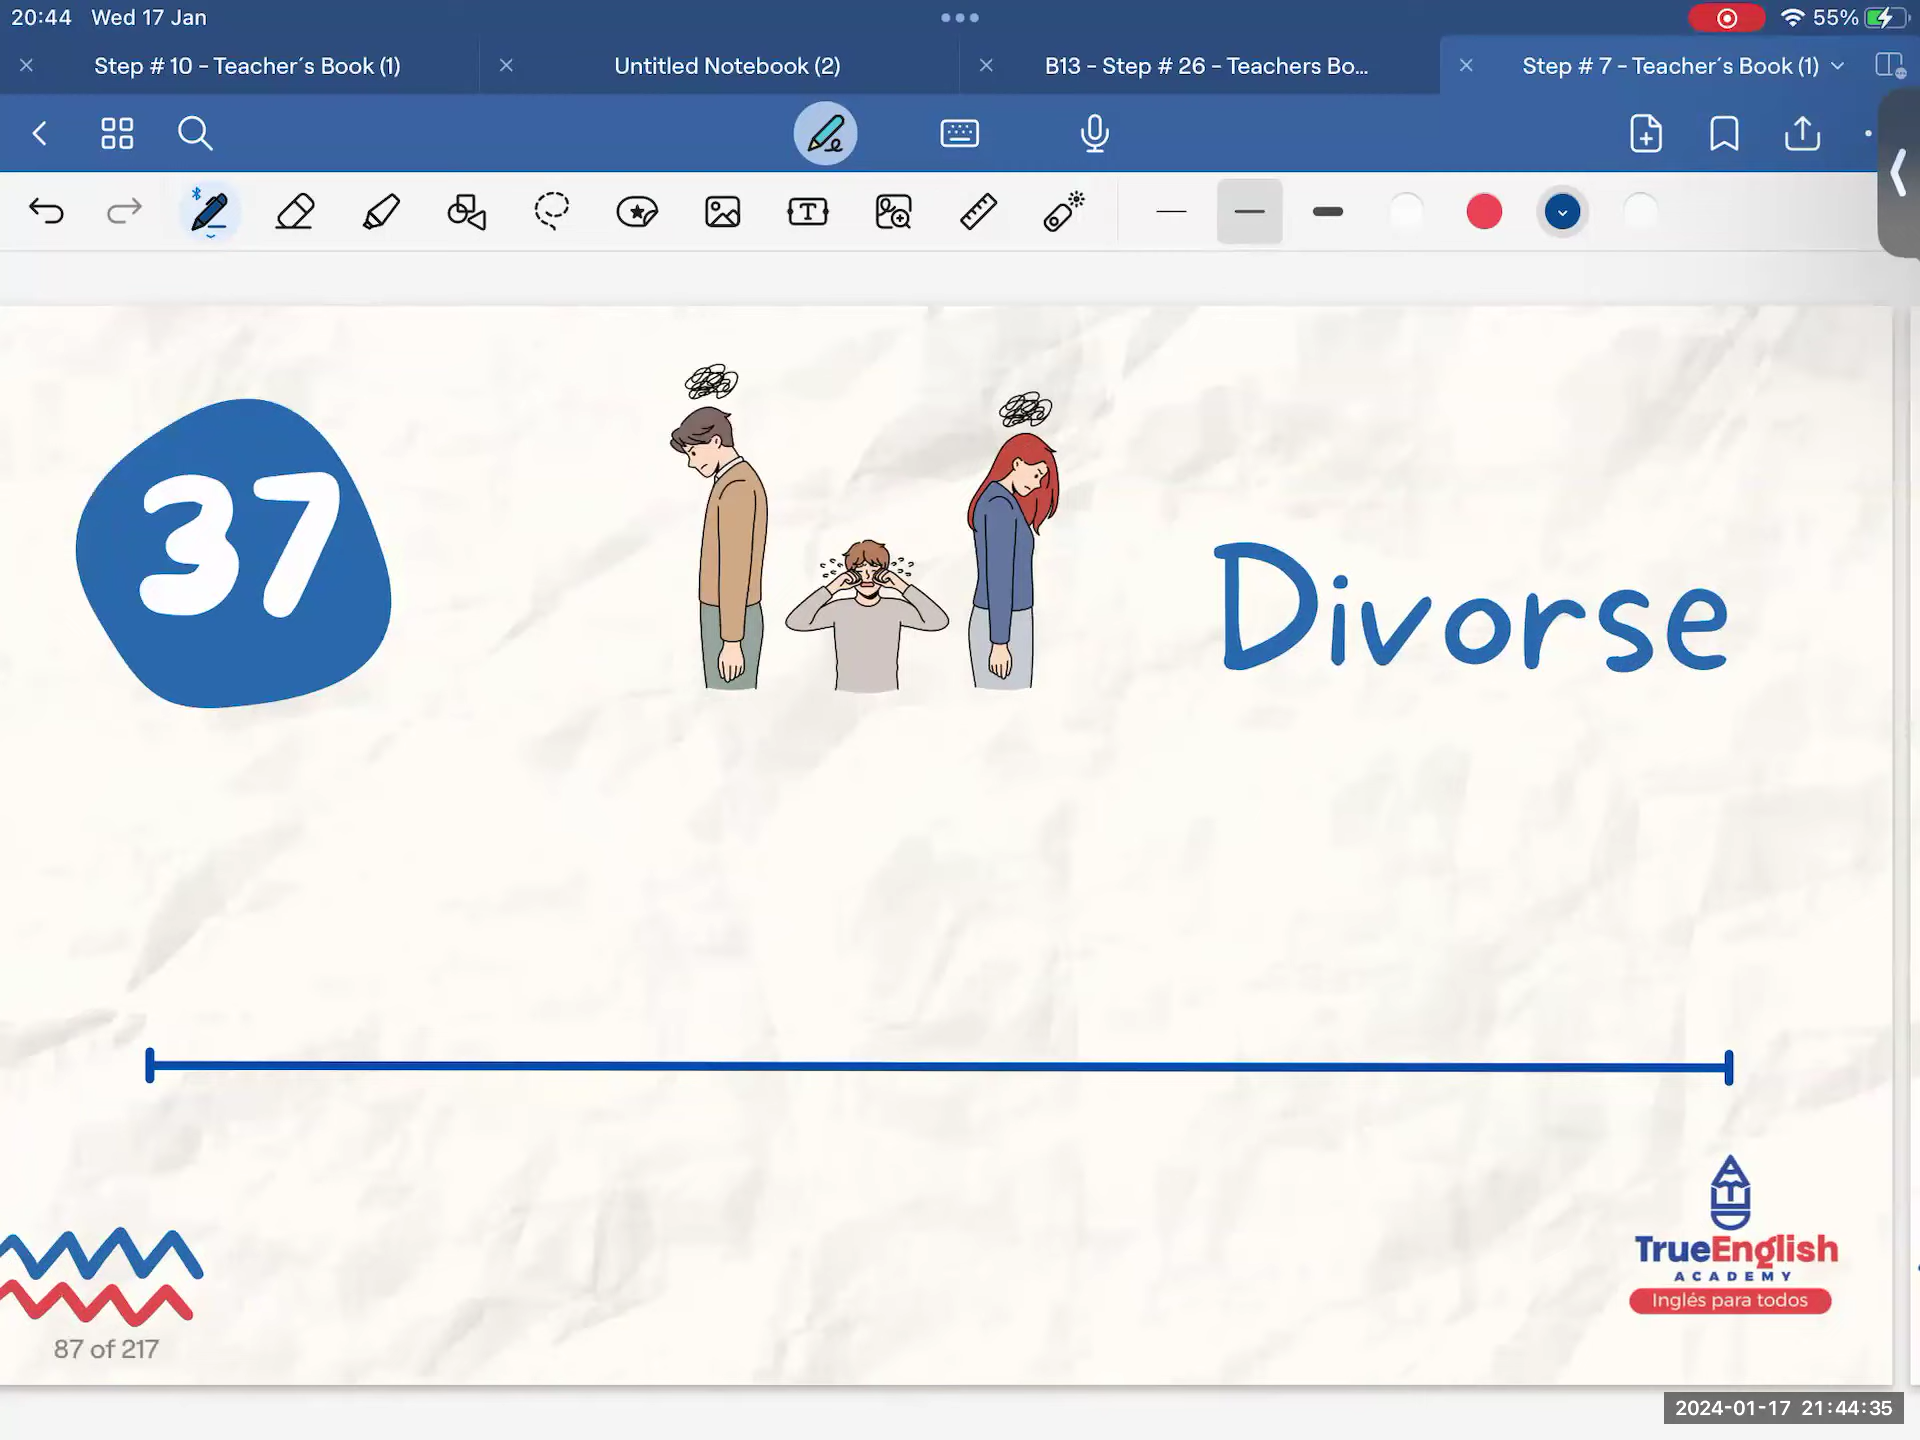 20:44 Wed 17 Jan
55%
Step # 10 - Teacher´s Book (1)
Untitled Notebook (2)
B13 - Step # 26 - Teachers Bo...
Step # 7 - Teacher´s Book (1)
T
37
Divorse
TrueEnglish
ACADEMY
Inglés para todos
87 of 217
2024-01-17 21:44:35